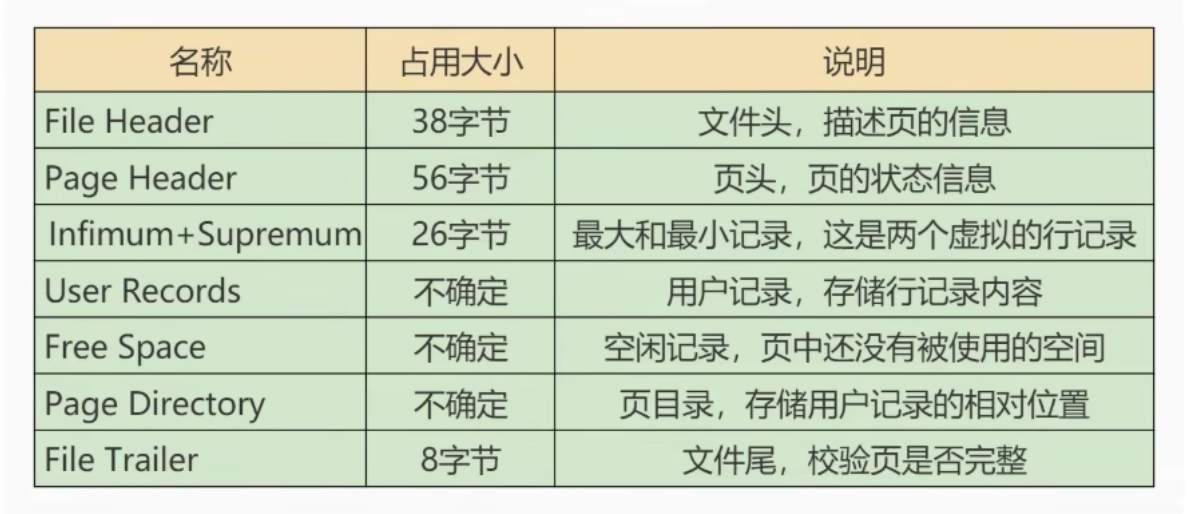 名称 占用大小 说明
File Header 38字节 文件头，描述页的信息
Page Header 56字节 页头，页的状态信息
Infimum+Supremum 26字节 最大和最小记录，这是两个虚拟的行记录
User Records 不确定 用户记录，存储行记录内容
Free Space 不确定 空闲记录，页中还没有被使用的空间
Page Directory 不确定 页目录，存储用户记录的相对位置
File Trailer 8字节 文件尾，校验页是否完整